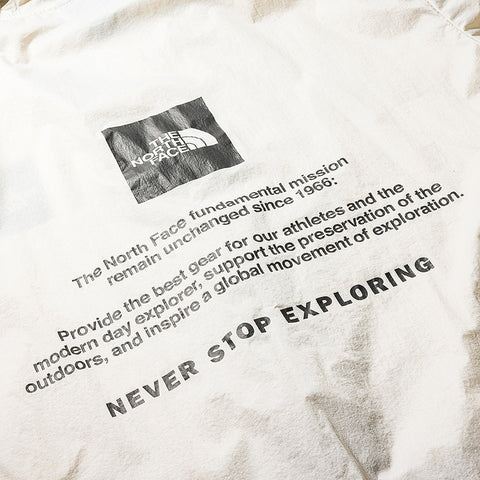 THE
NORTH
FACE
The North Face fundamental mission
remain unchanged since 1966:
Provide the best gear for our athletes and the
modern day explorer, support the preservation of the
outdoors, and inspire a global movement of exploration.
NEVER STOP EXPLORING